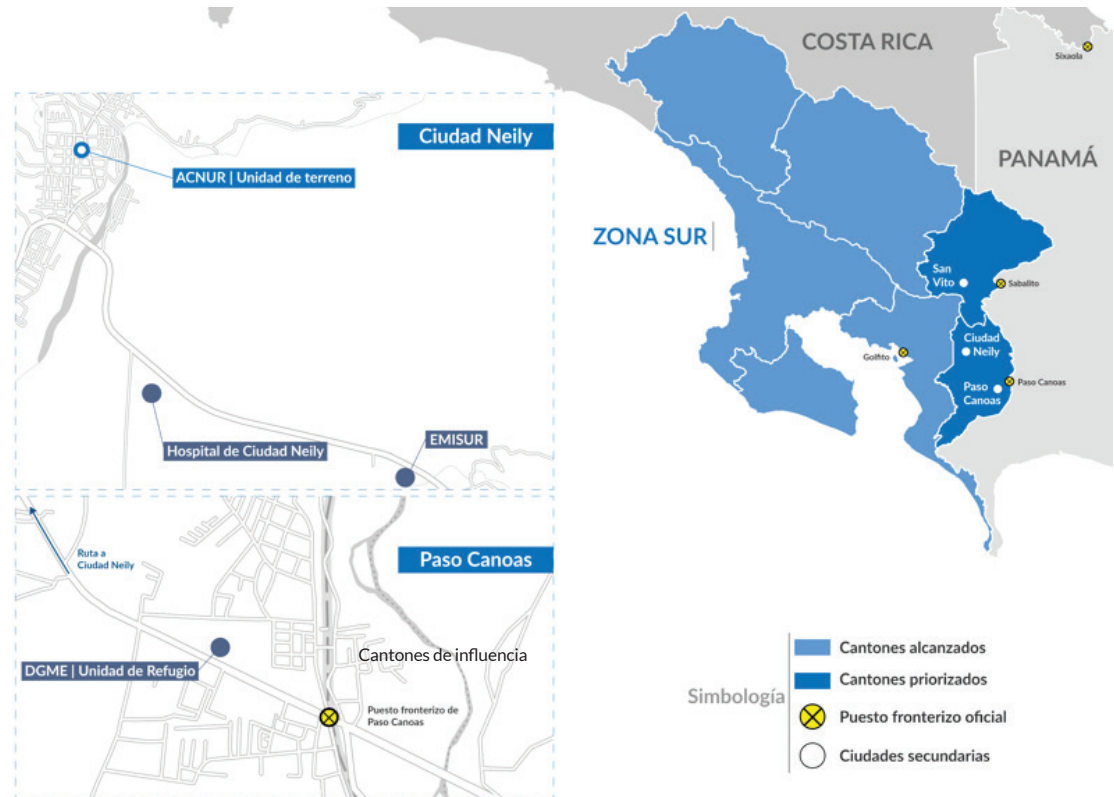 COSTA RICA
Sixaola
PANAMÁ
ZONA SUR
San
Vito
Sabalito
Ciudad
Neily
Golfito
Paso
Canoas
Paso Canoas
Ciudad Neily
ACNUR | Unidad de terreno
Hospital de Ciudad Neily
EMISUR
Paso Canoas
Ruta a
Ciudad Neily
DGME | Unidad de Refugio
Cantones de influencia
Puesto fronterizo de
Paso Canoas
Simbología
Cantones alcanzados
Cantones priorizados
Puesto fronterizo oficial
Ciudades secundarias